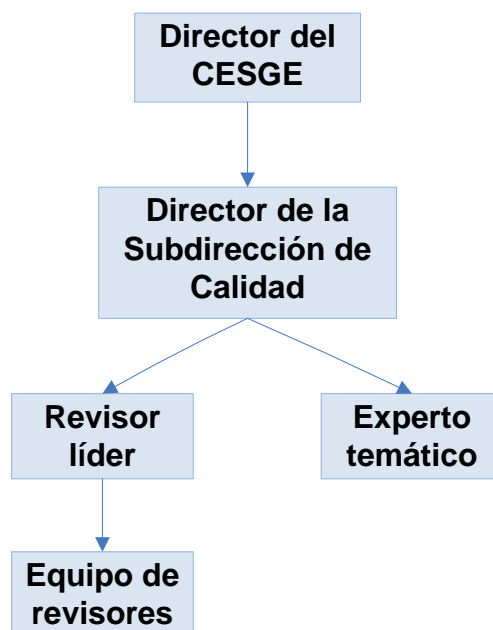 Director del
CESGE
Director de la
Subdirección de
Calidad
Revisor
líder
Experto
temático
Equipo de
revisores